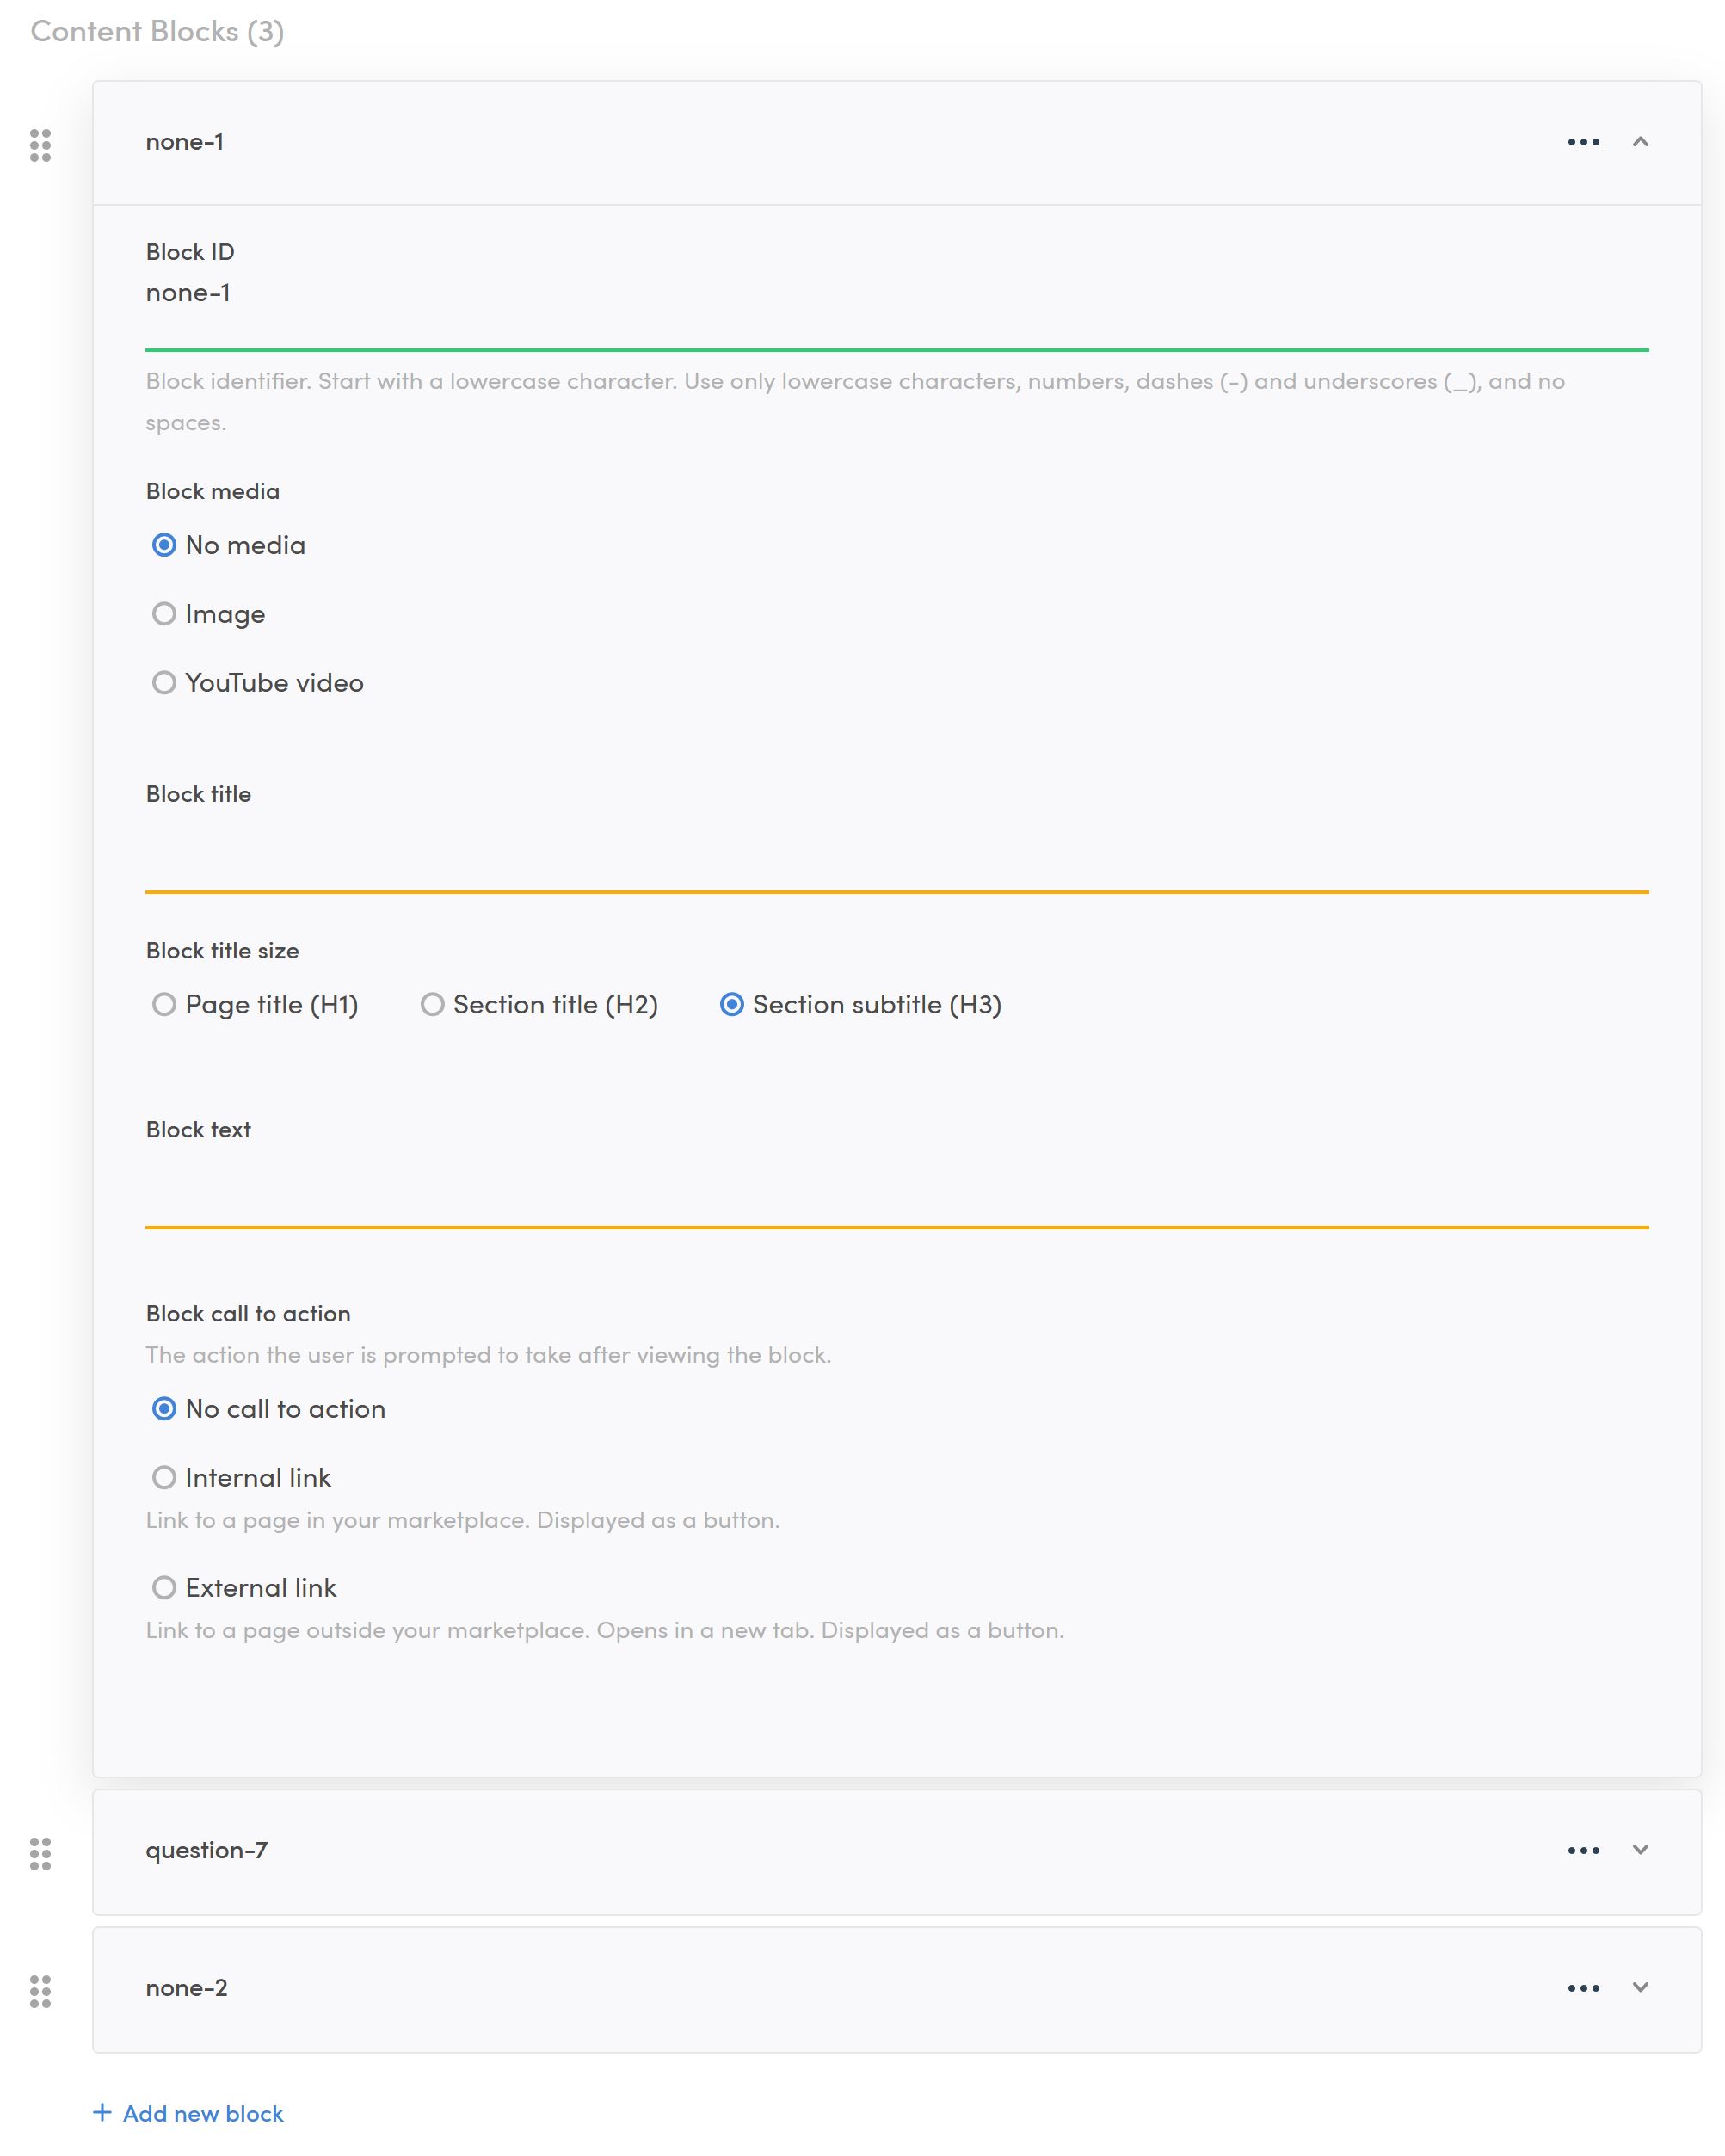 Content Blocks (3)
none-1
Block ID
none-1
Block identifier. Start with a lowercase character. Use only lowercase characters, numbers, dashes (-) and underscores (_), and no
spaces.
Block media
No media
Image
YouTube video
Block title
Block title size
Page title (H1) Section title (H2) Section subtitle (H3)
Block text
Block call to action
The action the user is prompted to take after viewing the block.
No call to action
Internal link
Link to a page in your marketplace. Displayed as a button.
External link
Link to a page outside your marketplace. Opens in a new tab. Displayed as a button.
question-7
none-2
+ Add new block